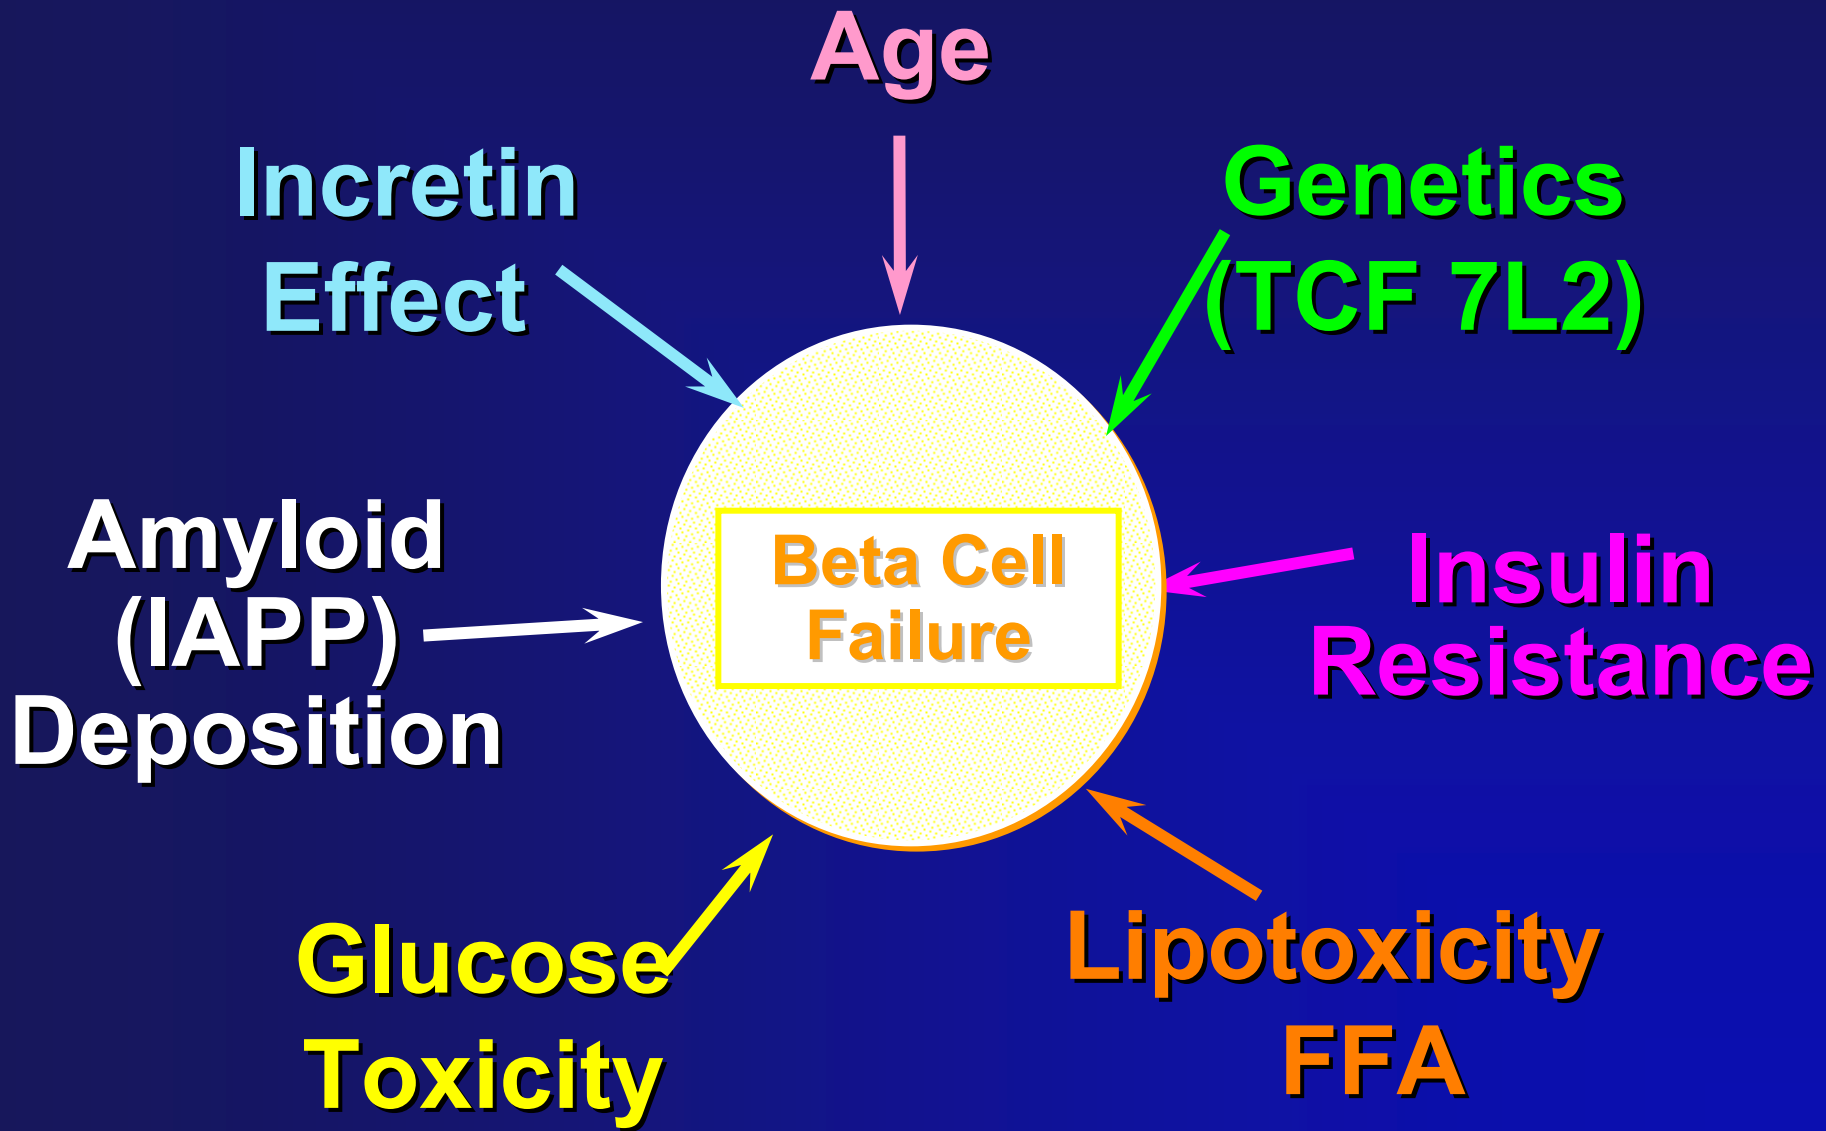 Age
Incretin
Effect
Genetics
(TCF 7L2)
Amyloid
(IAPP)
Deposition
Beta Cell
Failure
Insulin
Resistance
Glucose
Toxicity
Lipotoxicity
FFA